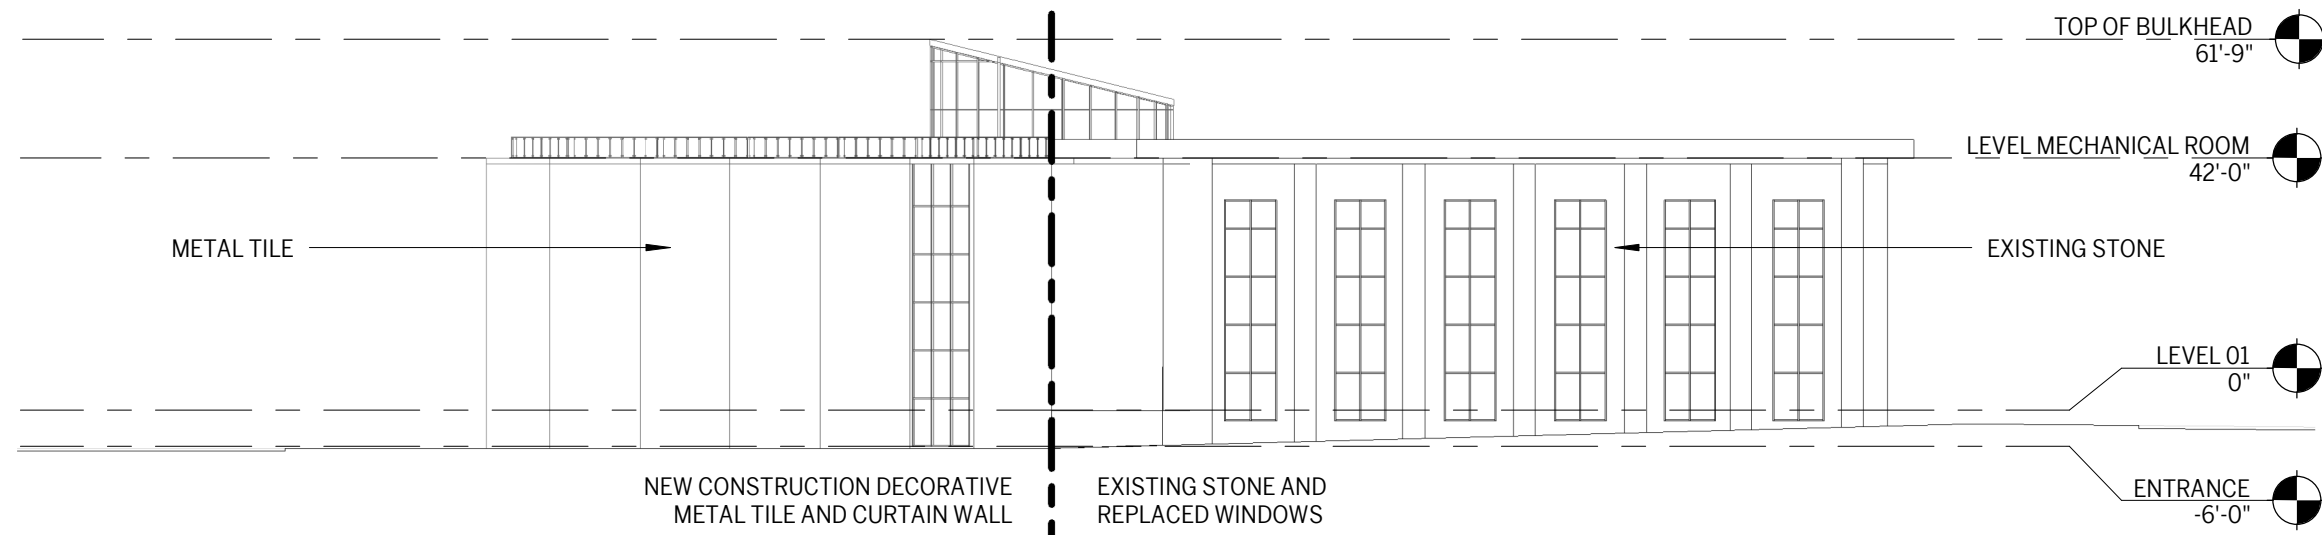 TOP OF BULKHEAD
61'-9"
LEVEL MECHANICAL ROOM
42'-0"
METAL TILE
EXISTING STONE
LEVEL 01
0"
NEW CONSTRUCTION DECORATIVE
METAL TILE AND CURTAIN WALL
EXISTING STONE AND
REPLACED WINDOWS
ENTRANCE
-6'-0"